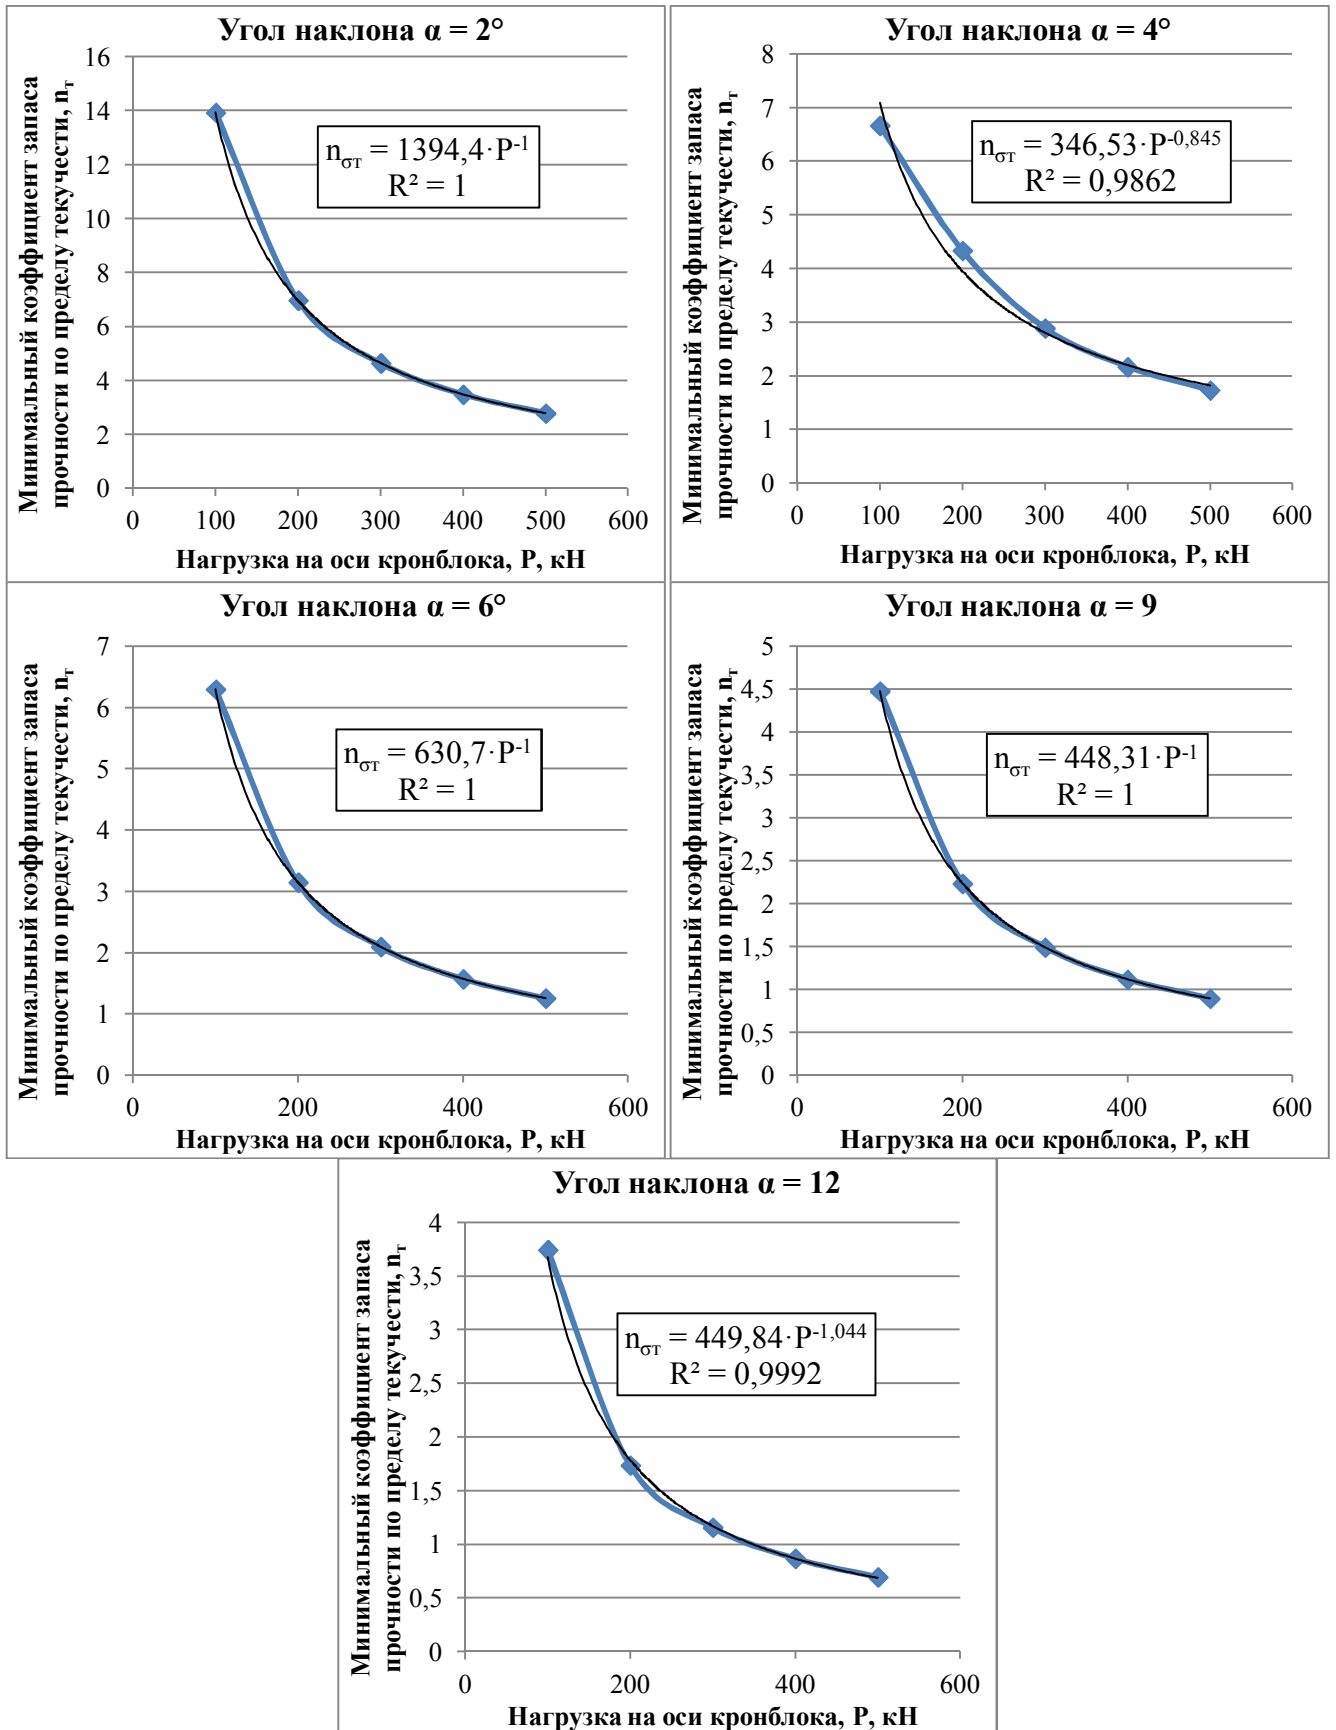 Угол наклона α = 2°
Минимальный коэффициент запаса
прочности по пределу текучести, nт
16
14
12
10
8
6
4
2
0
nσт = 1394,4·P-1
R² = 1
0 100 200 300 400 500 600
Нагрузка на оси кронблока, P, кН
Угол наклона α = 4°
Минимальный коэффициент запаса
прочности по пределу текучести, nт
8
7
6
5
4
3
2
1
0
nσт = 346,53·P-0,845
R² = 0,9862
0 100 200 300 400 500 600
Нагрузка на оси кронблока, P, кН
Угол наклона α = 6°
Минимальный коэффициент запаса
прочности по пределу текучести, nт
7
6
5
4
3
2
1
0
nσт = 630,7·P-1
R² = 1
0 200 400 600
Нагрузка на оси кронблока, P, кН
Угол наклона α = 9
Минимальный коэффициент запаса
прочности по пределу текучести, nт
5
4,5
4
3,5
3
2,5
2
1,5
1
0,5
0
nσт = 448,31·P-1
R² = 1
0 200 400 600
Нагрузка на оси кронблока, P, кН
Угол наклона α = 12
Минимальный коэффициент запаса
прочности по пределу текучести, nт
4
3,5
3
2,5
2
1,5
1
0,5
0
nσт = 449,84·P-1,044
R² = 0,9992
0 200 400 600
Нагрузка на оси кронблока, P, кН